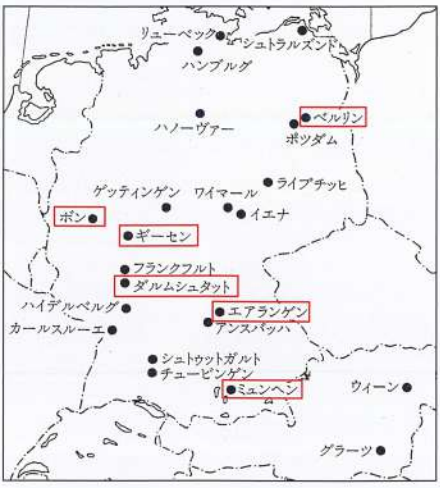 リューベック
シュトラルズント
ハンブルグ
ハノーヴァー
ベルリン
ポツダム
ライプチッヒ
ゲッティンゲン
ワイマール
イエナ
ボン
ギーセン
フランクフルト
ダルムシュタット
ハイデルベルグ
エアランゲン
カールスルーエ
アンスバッハ
シュトゥットガルト
チュービンゲン
ミュンヘン
ウィーン
グラーツ